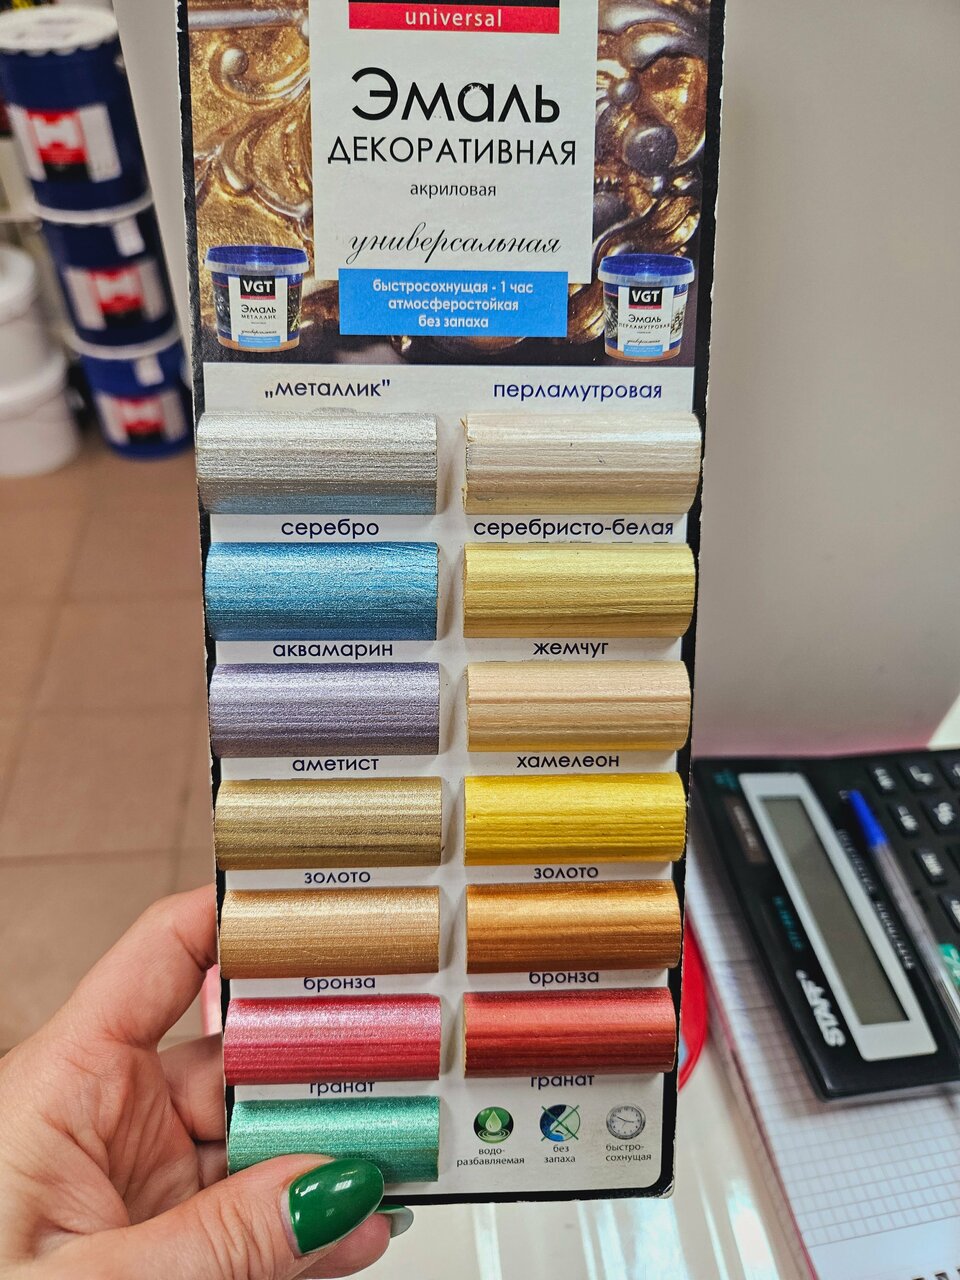 universal
Эмаль
ДЕКОРАТИВНАЯ
акриловая
универсальная
быстросохнущая - 1 час
атмосферостойкая
без запаха
VGT
Эмаль
МЕТАЛЛИК
универсальная
VGT
Эмаль
ПЕРЛАМУТРОВАЯ
универсальная
„металлик"
перламутровая
серебро
серебристо-белая
аквамарин
жемчуг
аметист
хамелеон
золото
золото
бронза
бронза
гранат
гранат
водо-
разбавляемая
без
запаха
быстро-
сохнущая
STAFF